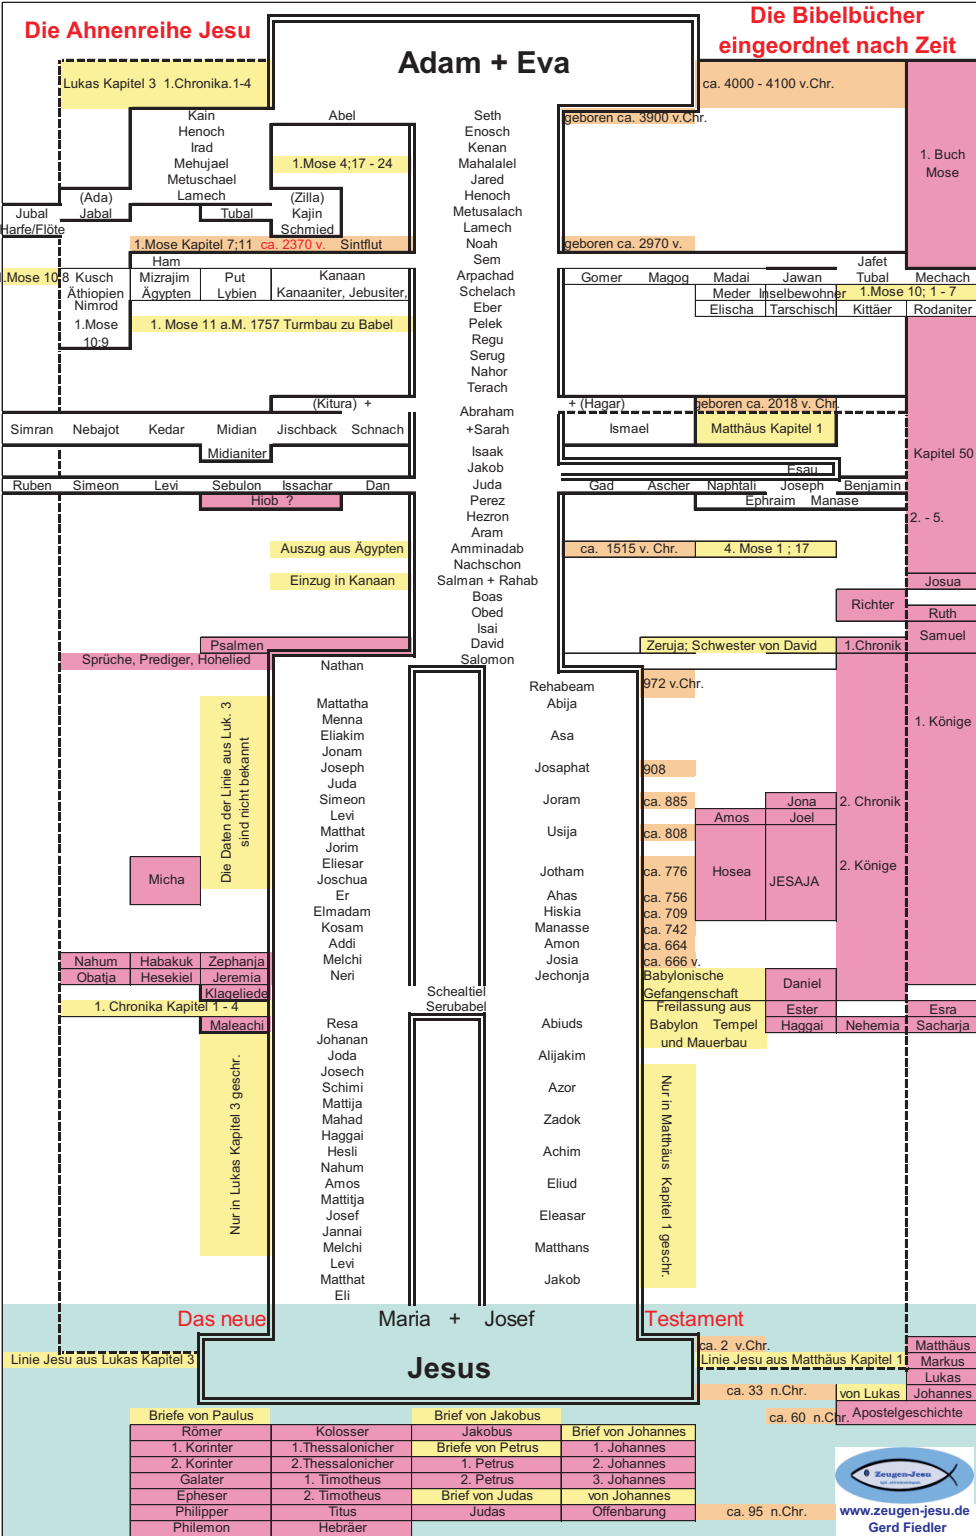 Die Ahnenreihe Jesu
Adam + Eva
Die Bibelbücher
eingeordnet nach Zeit
Lukas Kapitel 3 1.Chronika.1-4
ca. 4000 - 4100 v.Chr.
Kain Abel Seth geboren ca. 3900 v.Chr.
Henoch Enosch
Irad Kenan
Mehujael 1.Mose 4;17 - 24 Mahalalel
1. Buch
Mose
Metuschael Jared
(Ada) Lamech (Zilla) Henoch
Jubal Jabal Tubal Kajin Metusalach
Harfe/Flöte Schmied Lamech
1.Mose Kapitel 7;11 ca. 2370 v. Sintflut Noah geboren ca. 2970 v.
Ham Sem Jafet
.Mose 10;8 Kusch Mizrajim Put Kanaan Arpachad Gomer Magog Madai Jawan Tubal Mechach
Äthiopien Ägypten Lybien Kanaaniter, Jebusiter, Schelach Meder Inselbewohner 1.Mose 10; 1 - 7
Nimrod Eber Elischa Tarschisch Kittäer Rodaniter
1.Mose 1. Mose 11 a.M. 1757 Turmbau zu Babel Pelek
10;9 Regu
Serug
Nahor
Terach
(Kitura) + Abraham + (Hagar) geboren ca. 2018 v. Chr.
Simran Nebajot Kedar Midian Jischback Schnach +Sarah Ismael Matthäus Kapitel 1
Midianiter Isaak Kapitel 50
Jakob Esau
Ruben Simeon Levi Sebulon Issachar Dan Juda Gad Ascher Naphtali Joseph Benjamin
Hiob ? Perez Ephraim Manase
Hezron 2. - 5.
Aram
Auszug aus Ägypten Amminadab ca. 1515 v. Chr. 4. Mose 1 ; 17
Nachschon
Einzug in Kanaan Salman + Rahab Josua
Boas Richter
Obed Ruth
Isai Samuel
Psalmen David Zeruja; Schwester von David 1.Chronik
Sprüche, Prediger, Hohelied Nathan Salomon
Rehabeam 972 v.Chr.
Die Daten der Linie aus Luk. 3
sind nicht bekannt
Mattatha Abija
Menna 1. Könige
Eliakim Asa
Jonam
Joseph Josaphat 908
Juda
Simeon Joram ca. 885 Jona 2. Chronik
Levi Amos Joel
Matthat Usija ca. 808
Jorim
Eliesar Jotham ca. 776 Hosea 2. Könige
Micha Joschua JESAJA
Er Ahas ca. 756
Elmadam Hiskia ca. 709
Kosam Manasse ca. 742
Addi Amon ca. 664
Nahum Habakuk Zephanja Melchi Josia ca. 666 v.
Obatja Hesekiel Jeremia Neri Jechonja Babylonische
Gefangenschaft Daniel
Klageliede Schealtiel
1. Chronika Kapitel 1 - 4 Serubabel Freilassung aus Ester Esra
Maleachi Resa Abiuds Babylon Tempel Haggai Nehemia Sacharja
Johanan und Mauerbau
Nur in Lukas Kapitel 3 geschr.
Nur in Matthäus Kapitel 1 geschr.
Joda Alijakim
Josech
Schimi Azor
Mattija
Mahad Zadok
Haggai
Hesli Achim
Nahum
Amos Eliud
Mattitja
Josef Eleasar
Jannai
Melchi Matthans
Levi
Matthat Jakob
Eli
Das neue Maria + Josef Testament
ca. 2 v.Chr. Matthäus
Linie Jesu aus Lukas Kapitel 3 Jesus Linie Jesu aus Matthäus Kapitel 1 Markus
Lukas
ca. 33 n.Chr. von Lukas Johannes
Briefe von Paulus Brief von Jakobus ca. 60 n.Chr. Apostelgeschichte
Römer Kolosser Jakobus Brief von Johannes
1. Korinter 1.Thessalonicher Briefe von Petrus 1. Johannes
2. Korinter 2.Thessalonicher 1. Petrus 2. Johannes
Galater 1. Timotheus 2. Petrus 3. Johannes
Epheser 2. Timotheus Brief von Judas von Johannes
Philipper Titus Judas Offenbarung ca. 95 n.Chr.
Philemon Hebräer
Zeugen-Jesu
www.zeugen-jesu.de
Gerd Fiedler